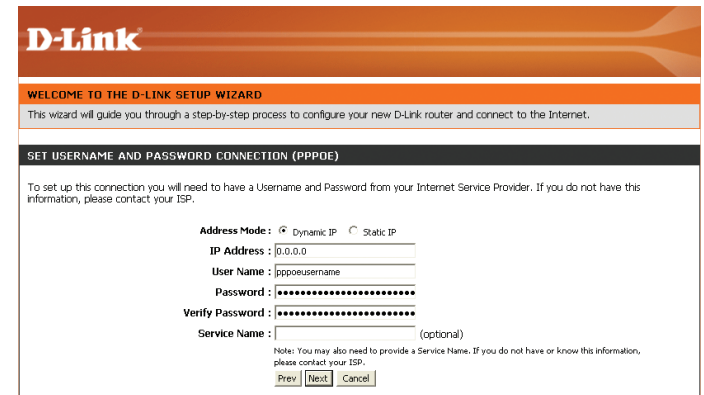 D-Link
WELCOME TO THE D-LINK SETUP WIZARD
This wizard will guide you through a step-by-step process to configure your new D-Link router and connect to the Internet.
SET USERNAME AND PASSWORD CONNECTION (PPPOE)
To set up this connection you will need to have a Username and Password from your Internet Service Provider. If you do not have this
information, please contact your ISP.
Address Mode : Dynamic IP Static IP
IP Address : 0.0.0.0
User Name : pppoeusername
Password : ••••••••••••••••••••••••
Verify Password : ••••••••••••••••••••••••
Service Name : (optional)
Note: You may also need to provide a Service Name. If you do not have or know this information,
please contact your ISP.
Prev Next Cancel